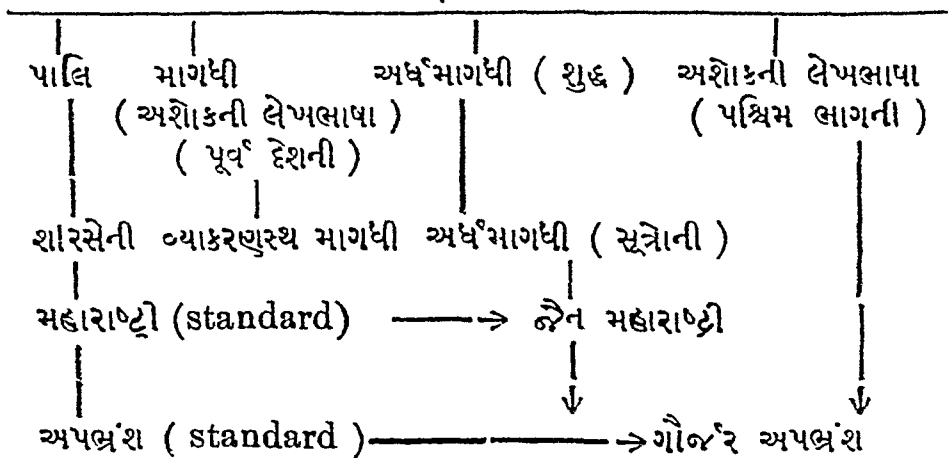 પાલિ માગધી અર્ધમાગધી ( શુદ્ધ ) અશોકની લેખભાષા
( અશોકની લેખભાષા ) ( પશ્ચિમ ભાગની )
( પૂર્વ દેશની )
શૌરસેની વ્યાકરણસ્થ માગધી અર્ધમાગધી ( સૂત્રોની )
મહારાષ્ટ્રી (standard) જૈન મહારાષ્ટ્રી
અપભ્રંશ ( standard ) ગૌર્જર અપભ્રંશ